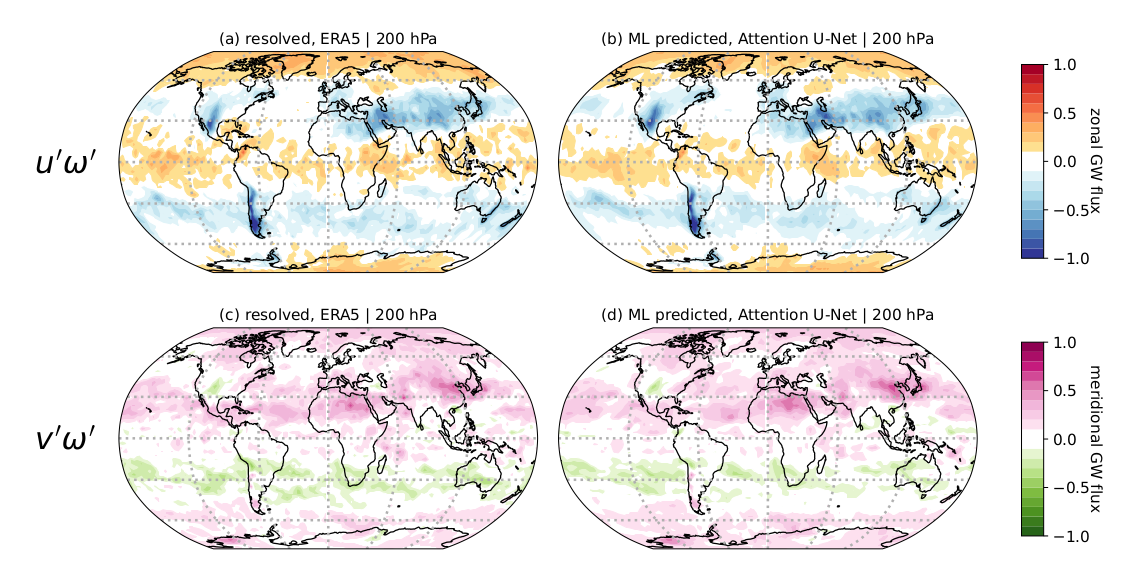 (a) resolved, ERA5 | 200 hPa
(b) ML predicted, Attention U-Net | 200 hPa
u′ω′
1.0
0.5
0.0
−0.5
−1.0
zonal GW flux
(c) resolved, ERA5 | 200 hPa
(d) ML predicted, Attention U-Net | 200 hPa
v′ω′
1.0
0.5
0.0
−0.5
−1.0
meridional GW flux